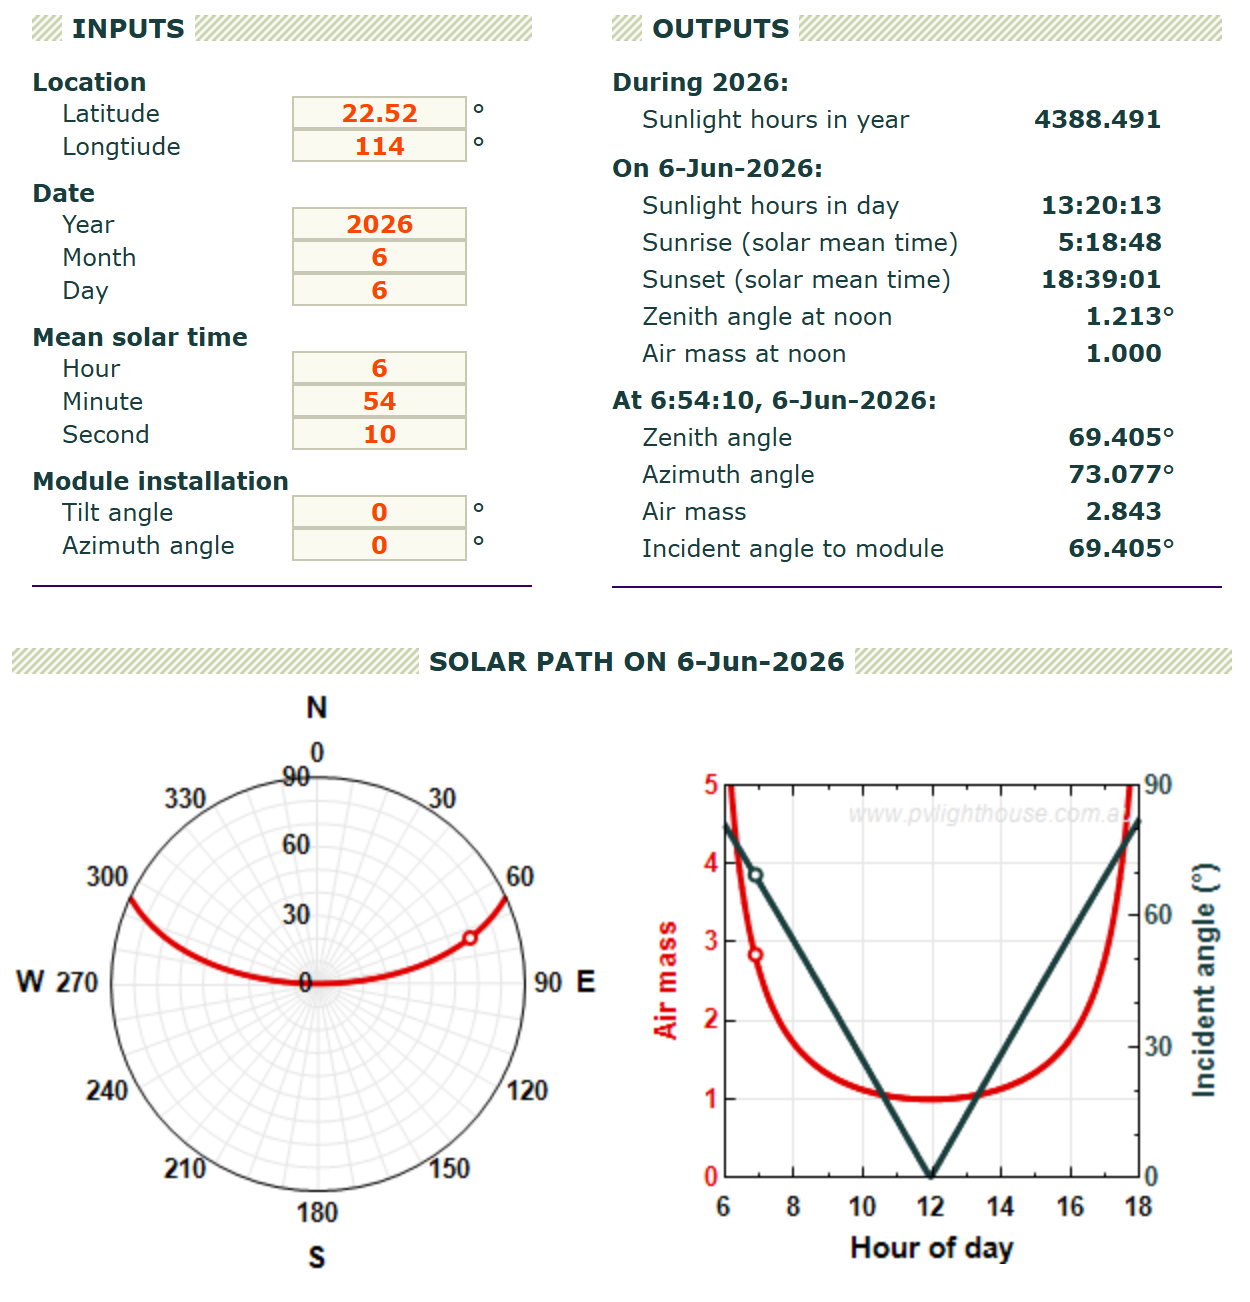 INPUTS
Location
Latitude 22.52 °
Longtiude 114 °
Date
Year 2026
Month 6
Day 6
Mean solar time
Hour 6
Minute 54
Second 10
Module installation
Tilt angle 0 °
Azimuth angle 0 °
OUTPUTS
During 2026:
Sunlight hours in year 4388.491
On 6-Jun-2026:
Sunlight hours in day 13:20:13
Sunrise (solar mean time) 5:18:48
Sunset (solar mean time) 18:39:01
Zenith angle at noon 1.213°
Air mass at noon 1.000
At 6:54:10, 6-Jun-2026:
Zenith angle 69.405°
Azimuth angle 73.077°
Air mass 2.843
Incident angle to module 69.405°
SOLAR PATH ON 6-Jun-2026
N
0
90
330 30
60
300 60
30
W 270 0 90 E
240 120
210 150
180
S
5 90
www.pvlighthouse.com.au
4
60
3
2
30
1
0 0
6 8 10 12 14 16 18
Hour of day
Air mass
Incident angle (°)